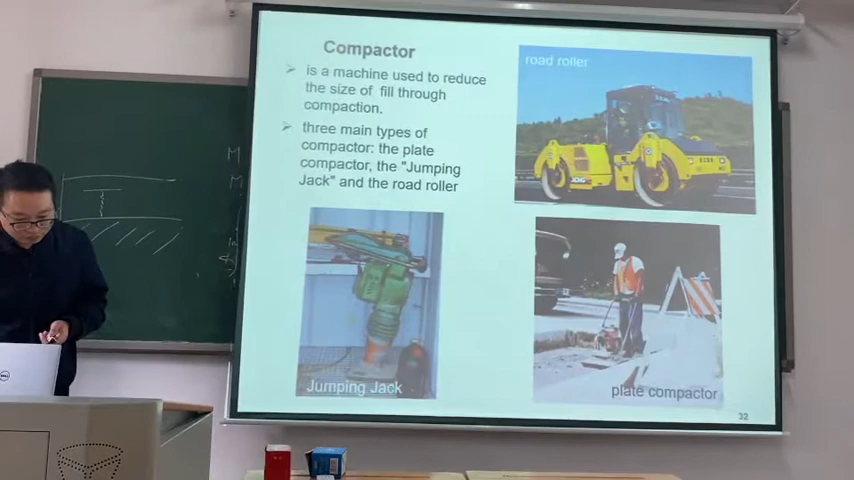 Compactor
is a machine used to reduce
the size of fill through
compaction.
three main types of
compactor: the plate
compactor, the "Jumping
Jack" and the road roller
road roller
Jumping Jack
plate compactor
32